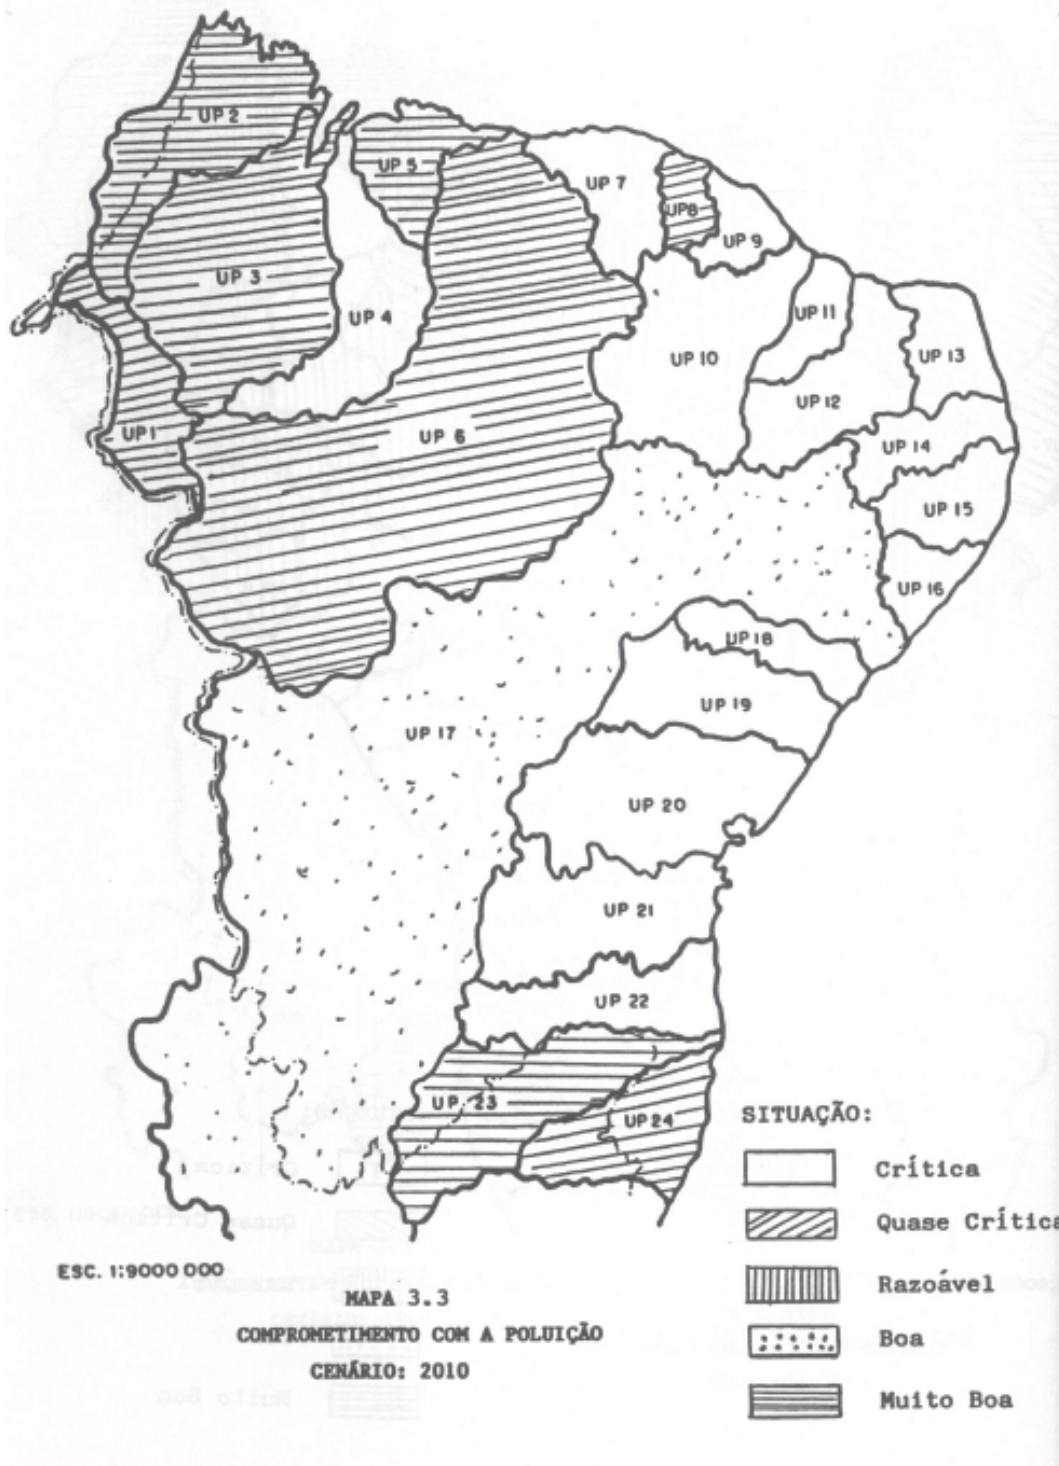 UP 2
UP 5
UP 7
UP8
UP 9
UP 3
UP 4
UP 11
UP 10
UP 13
UP 12
UP 1
UP 6
UP 14
UP 15
UP 16
UP 18
UP 19
UP 17
UP 20
UP 21
UP 22
UP 23
UP 24
SITUAÇÃO:
Crítica
Quase Crítica
Razoável
Boa
Muito Boa
ESC. 1:9000 000
MAPA 3.3
COMPROMETIMENTO COM A POLUIÇÃO
CENÁRIO: 2010